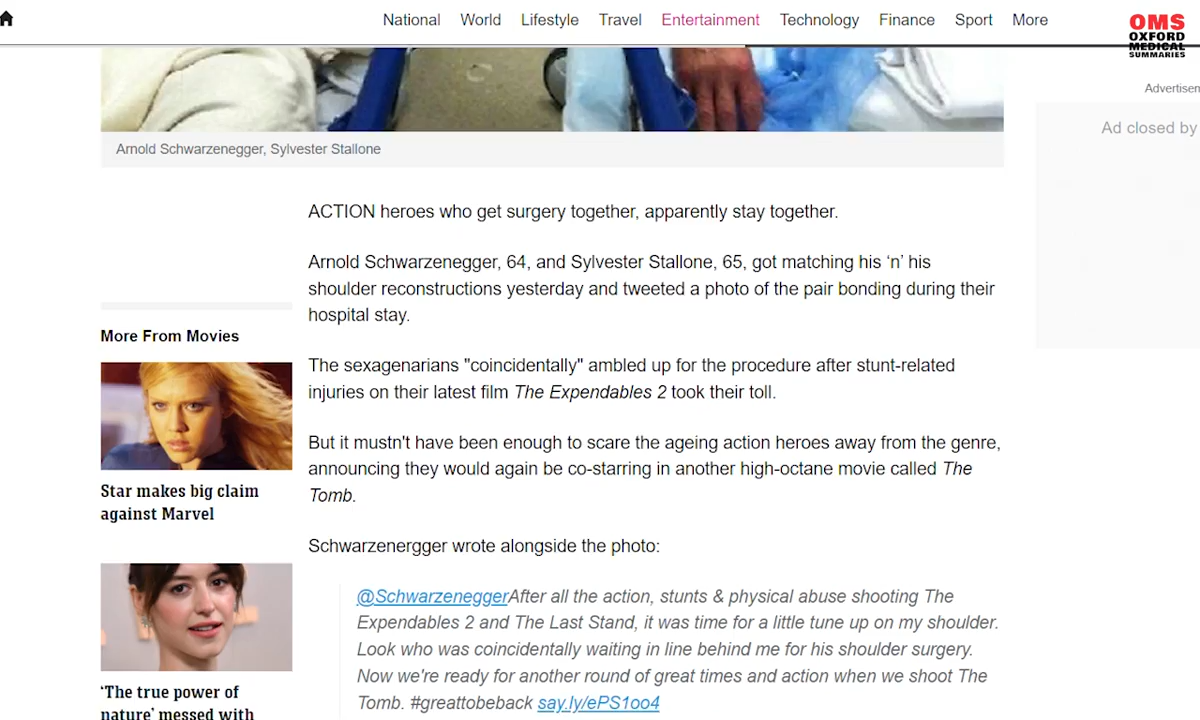 National World Lifestyle Travel Entertainment Technology Finance Sport More
OMS
OXFORD
MEDICAL
SUMMARIES
Ad closed by
Arnold Schwarzenegger, Sylvester Stallone
ACTION heroes who get surgery together, apparently stay together.
Arnold Schwarzenegger, 64, and Sylvester Stallone, 65, got matching his ‘n’ his
shoulder reconstructions yesterday and tweeted a photo of the pair bonding during their
hospital stay.
The sexagenarians "coincidentally" ambled up for the procedure after stunt-related
injuries on their latest film The Expendables 2 took their toll.
But it mustn't have been enough to scare the ageing action heroes away from the genre,
announcing they would again be co-starring in another high-octane movie called The
Tomb.
Schwarzenergger wrote alongside the photo:
@SchwarzeneggerAfter all the action, stunts & physical abuse shooting The
Expendables 2 and The Last Stand, it was time for a little tune up on my shoulder.
Look who was coincidentally waiting in line behind me for his shoulder surgery.
Now we're ready for another round of great times and action when we shoot The
Tomb. #greattobeback say.ly/ePS1oo4
More From Movies
Star makes big claim
against Marvel
‘The true power of
nature’ messed with